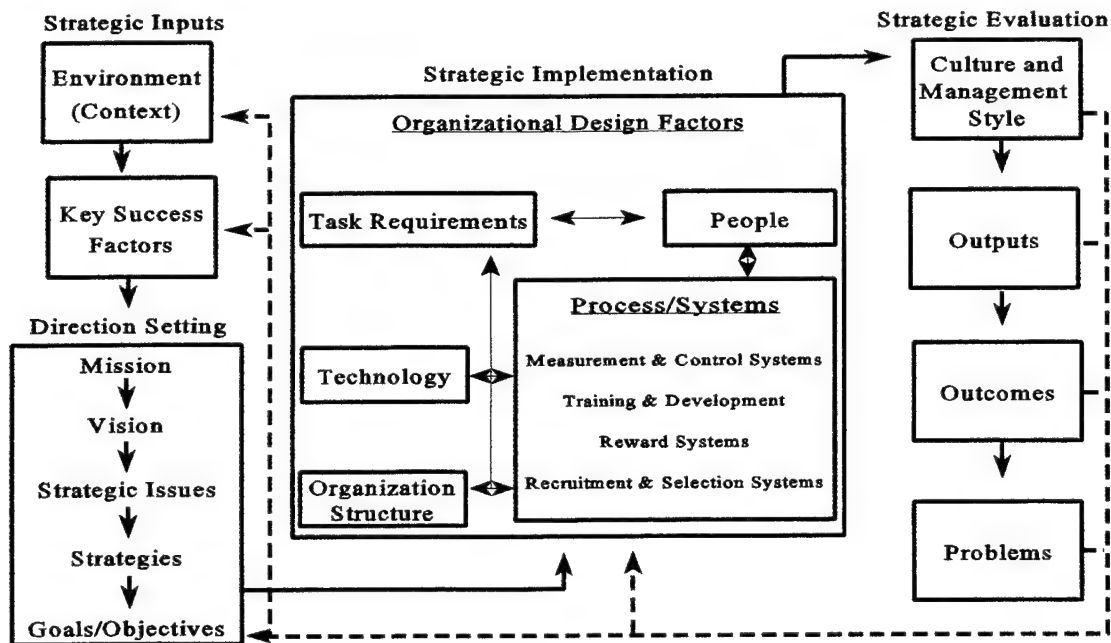 Strategic Inputs
Environment
(Context)
Key Success
Factors
Direction Setting
Mission
Vision
Strategic Issues
Strategies
Goals/Objectives
Strategic Implementation
Organizational Design Factors
Task Requirements
People
Technology
Organization
Structure
Process/Systems
Measurement & Control Systems
Training & Development
Reward Systems
Recruitment & Selection Systems
Strategic Evaluation
Culture and
Management
Style
Outputs
Outcomes
Problems